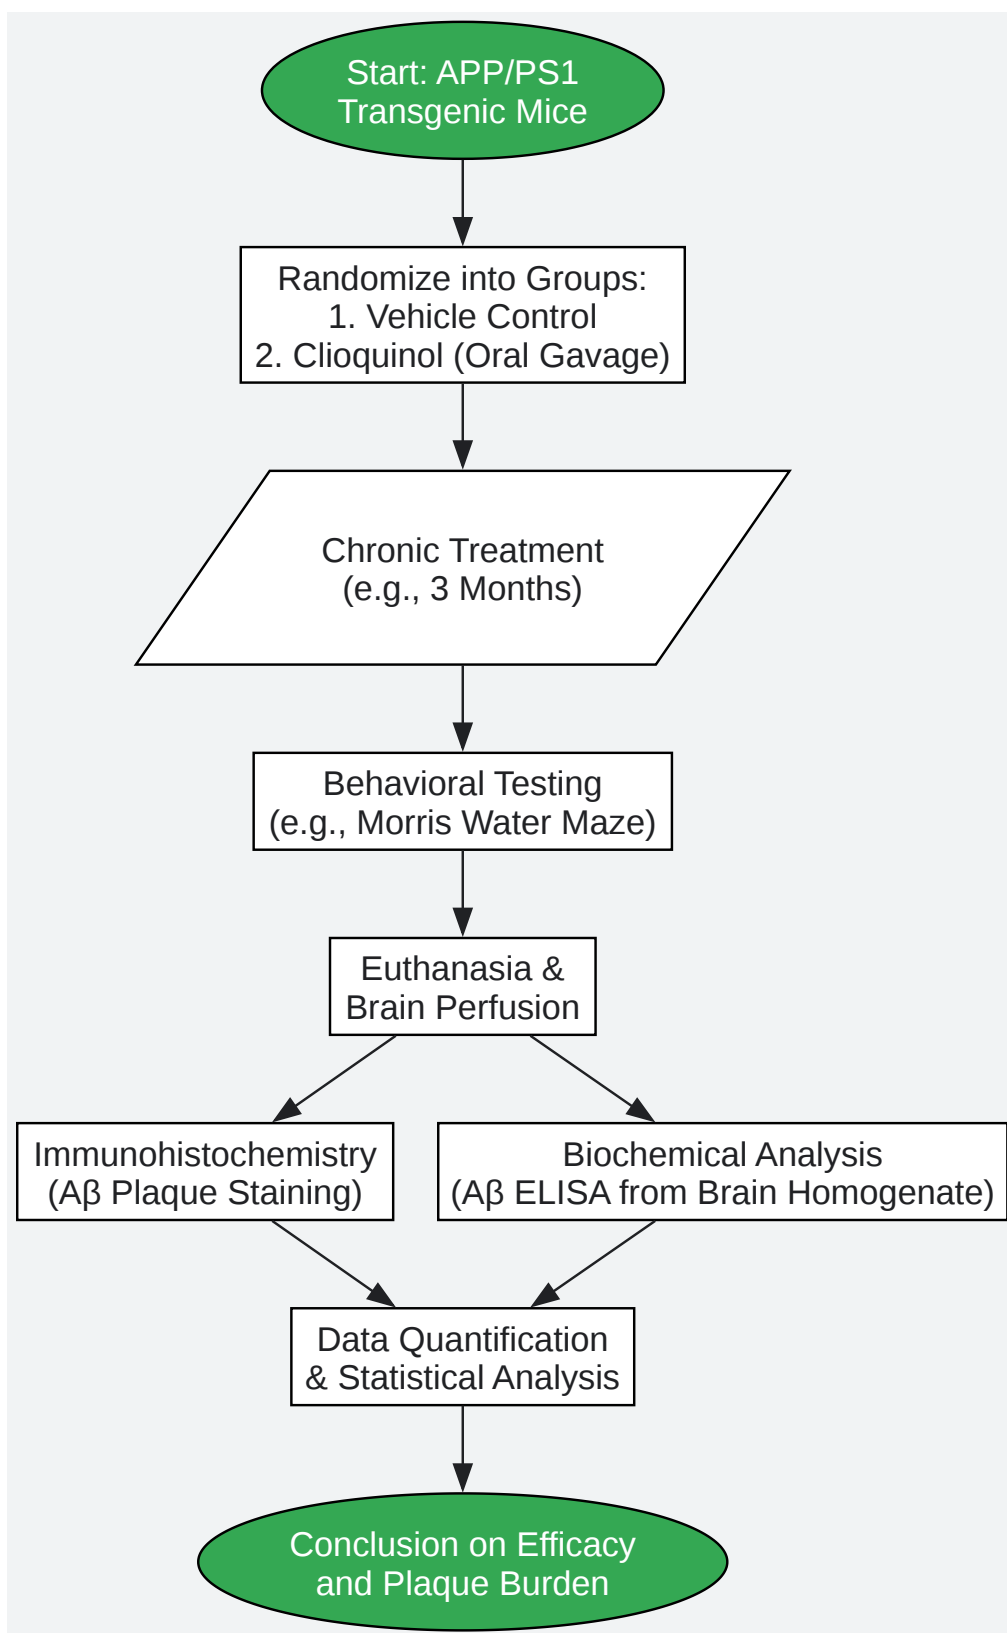 Start: APP/PS1
Transgenic Mice
Randomize into Groups:
1. Vehicle Control
2. Clioquinol (Oral Gavage)
Chronic Treatment
(e.g., 3 Months)
Behavioral Testing
(e.g., Morris Water Maze)
Euthanasia &
Brain Perfusion
Immunohistochemistry
(Aβ Plaque Staining)
Biochemical Analysis
(Aβ ELISA from Brain Homogenate)
Data Quantification
& Statistical Analysis
Conclusion on Efficacy
and Plaque Burden